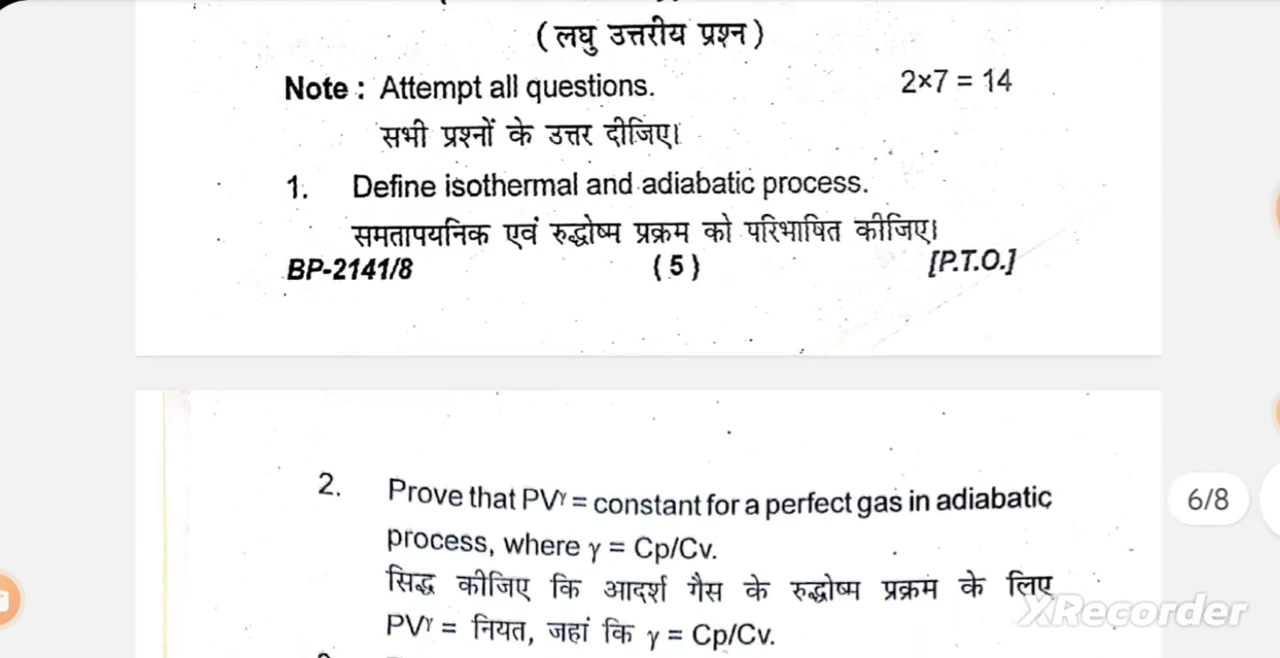 (लघु उत्तरीय प्रश्न)
Note : Attempt all questions. 2×7 = 14
सभी प्रश्नों के उत्तर दीजिए।
1. Define isothermal and adiabatic process.
समतापयनिक एवं रुद्धोष्म प्रक्रम को परिभाषित कीजिए।
BP-2141/8 (5) [P.T.O.]
2. Prove that PVᵞ = constant for a perfect gas in adiabatic
process, where γ = Cp/Cv.
6/8
सिद्ध कीजिए कि आदर्श गैस के रुद्धोष्म प्रक्रम के लिए
PVᵞ = नियत, जहां कि γ = Cp/Cv.
XRecorder